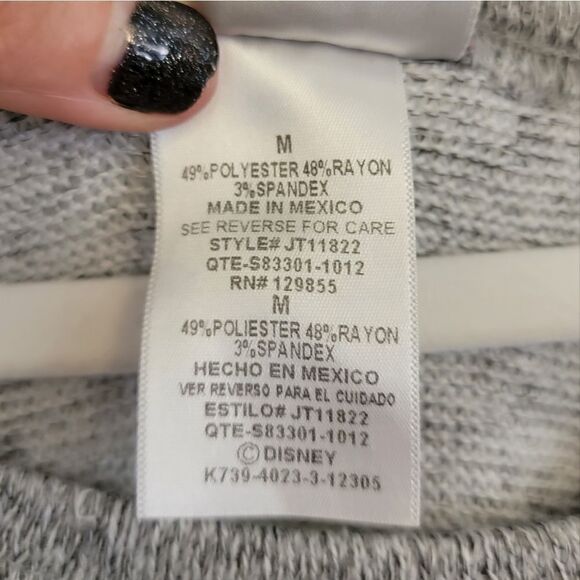 M
49%POLYESTER 48%RAYON
3%SPANDEX
MADE IN MEXICO
SEE REVERSE FOR CARE
STYLE# JT11822
QTE-S83301-1012
RN# 129855
M
49%POLIESTER 48%RAYON
3%SPANDEX
HECHO EN MEXICO
VER REVERSO PARA EL CUIDADO
ESTILO# JT11822
QTE-S83301-1012
©DISNEY
K739-4023-3-12305